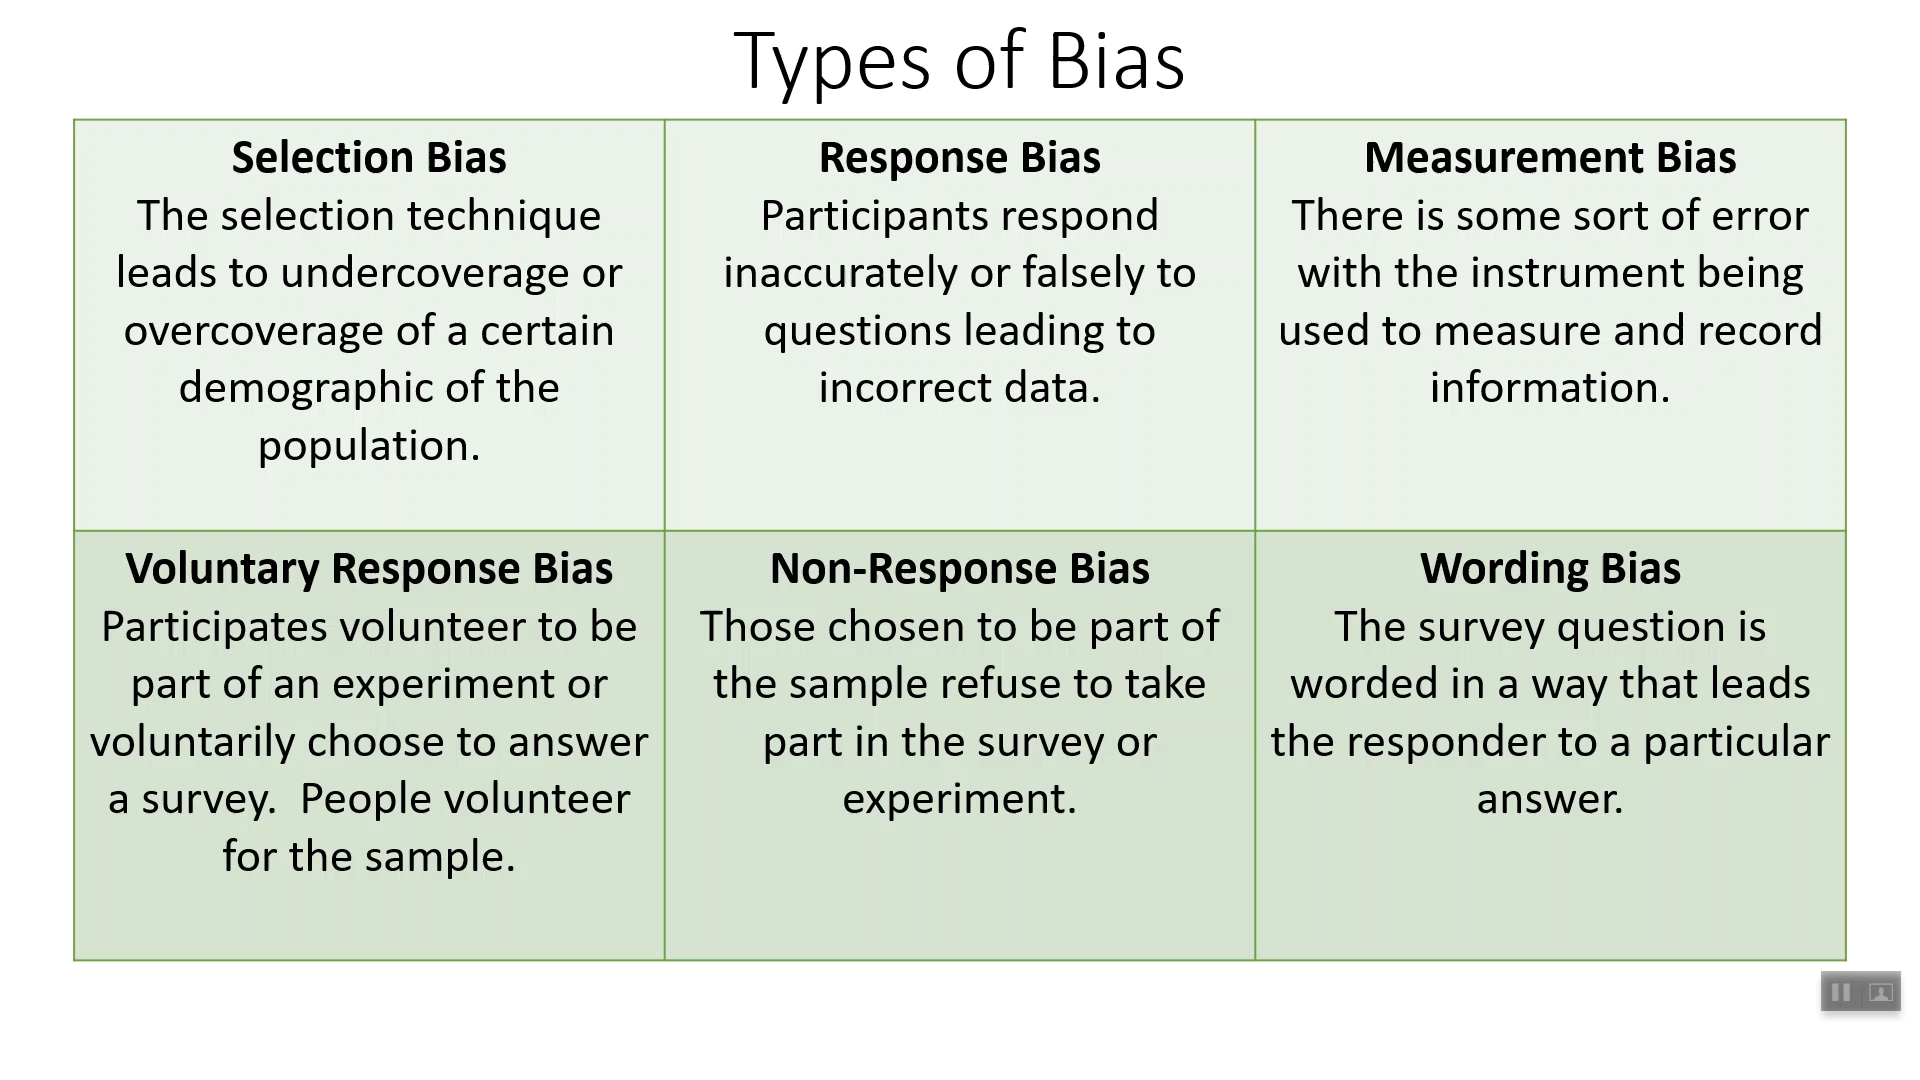 Types of Bias
Selection Bias
The selection technique
leads to undercoverage or
overcoverage of a certain
demographic of the
population.
Response Bias
Participants respond
inaccurately or falsely to
questions leading to
incorrect data.
Measurement Bias
There is some sort of error
with the instrument being
used to measure and record
information.
Voluntary Response Bias
Participates volunteer to be
part of an experiment or
voluntarily choose to answer
a survey.  People volunteer
for the sample.
Non-Response Bias
Those chosen to be part of
the sample refuse to take
part in the survey or
experiment.
Wording Bias
The survey question is
worded in a way that leads
the responder to a particular
answer.